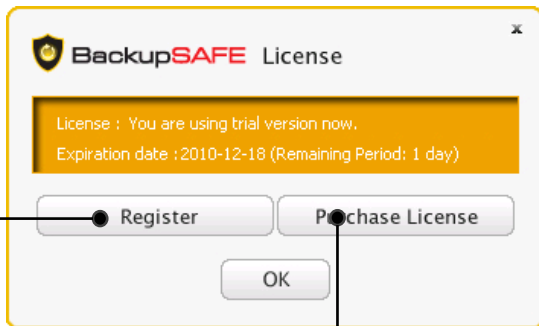 x
BackupSAFE License
License : You are using trial version now.
Expiration date :2010-12-18 (Remaining Period: 1 day)
Register
Purchase License
OK